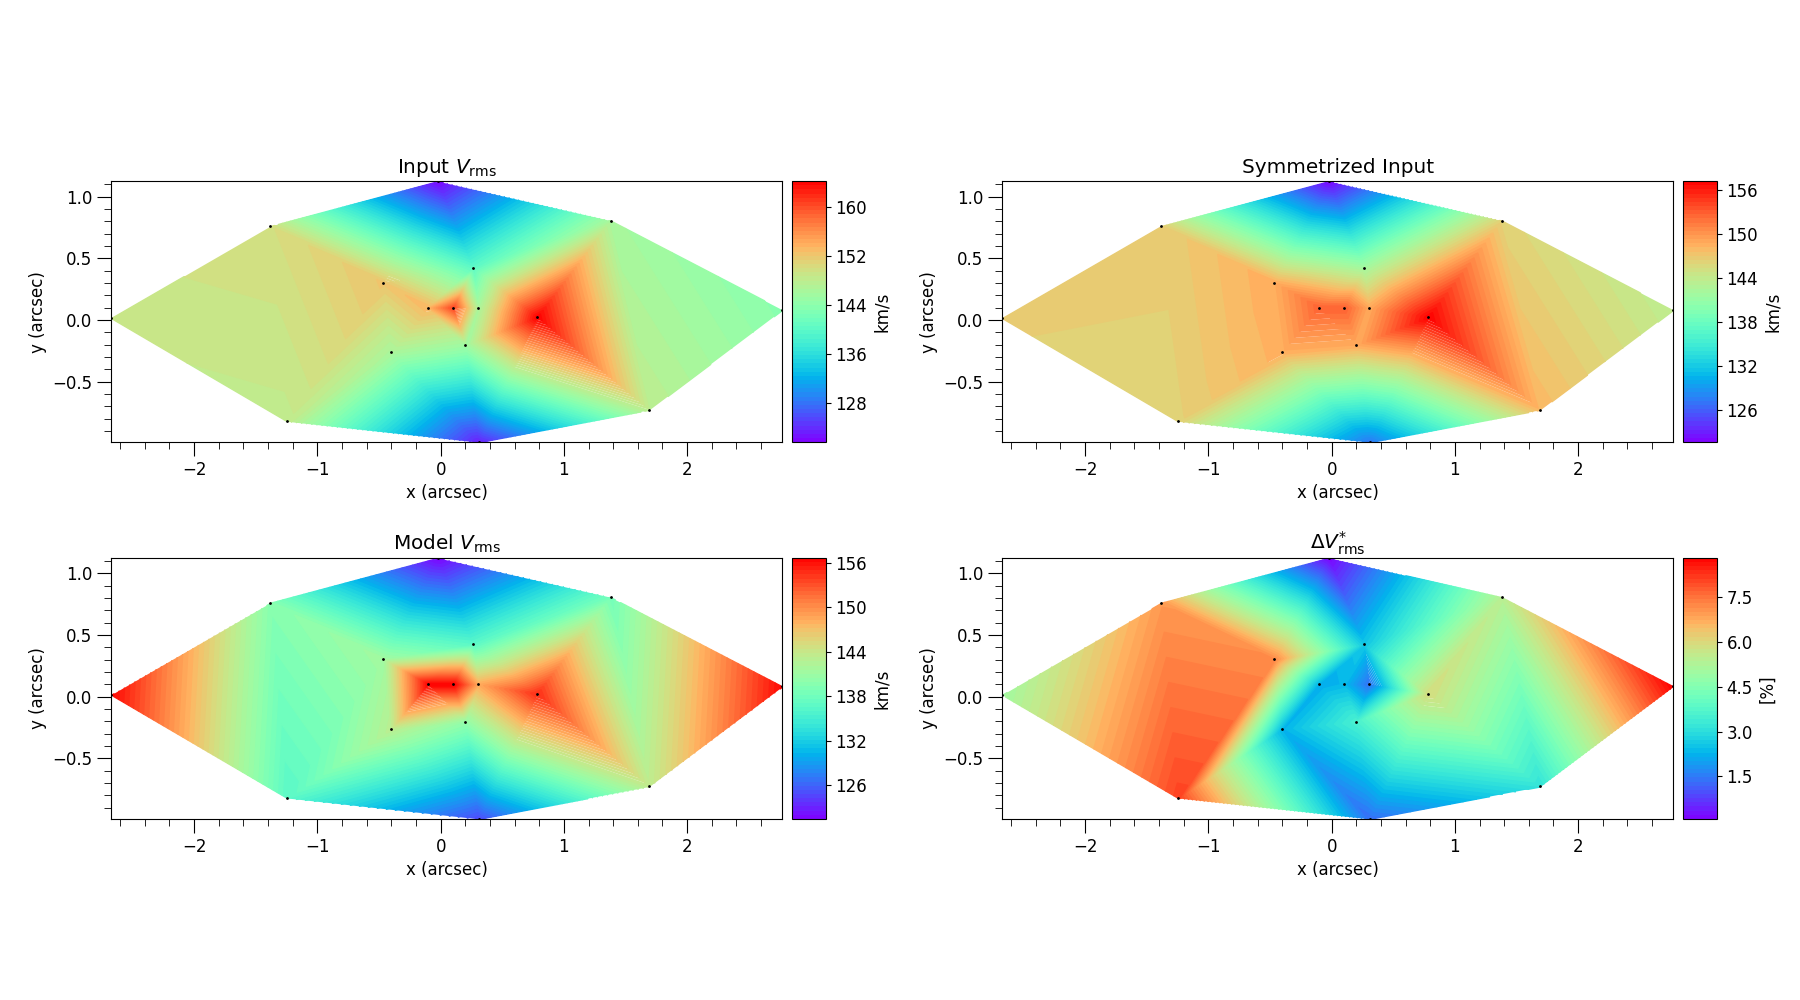 Input V_rms
1.0
0.5
0.0
−0.5
y (arcsec)
−2 −1 0 1 2
x (arcsec)
160
152
144
136
128
km/s
Symmetrized Input
1.0
0.5
0.0
−0.5
y (arcsec)
−2 −1 0 1 2
x (arcsec)
156
150
144
138
132
126
km/s
Model V_rms
1.0
0.5
0.0
−0.5
y (arcsec)
−2 −1 0 1 2
x (arcsec)
156
150
144
138
132
126
km/s
ΔV*_rms
1.0
0.5
0.0
−0.5
y (arcsec)
−2 −1 0 1 2
x (arcsec)
7.5
6.0
4.5
3.0
1.5
[%]